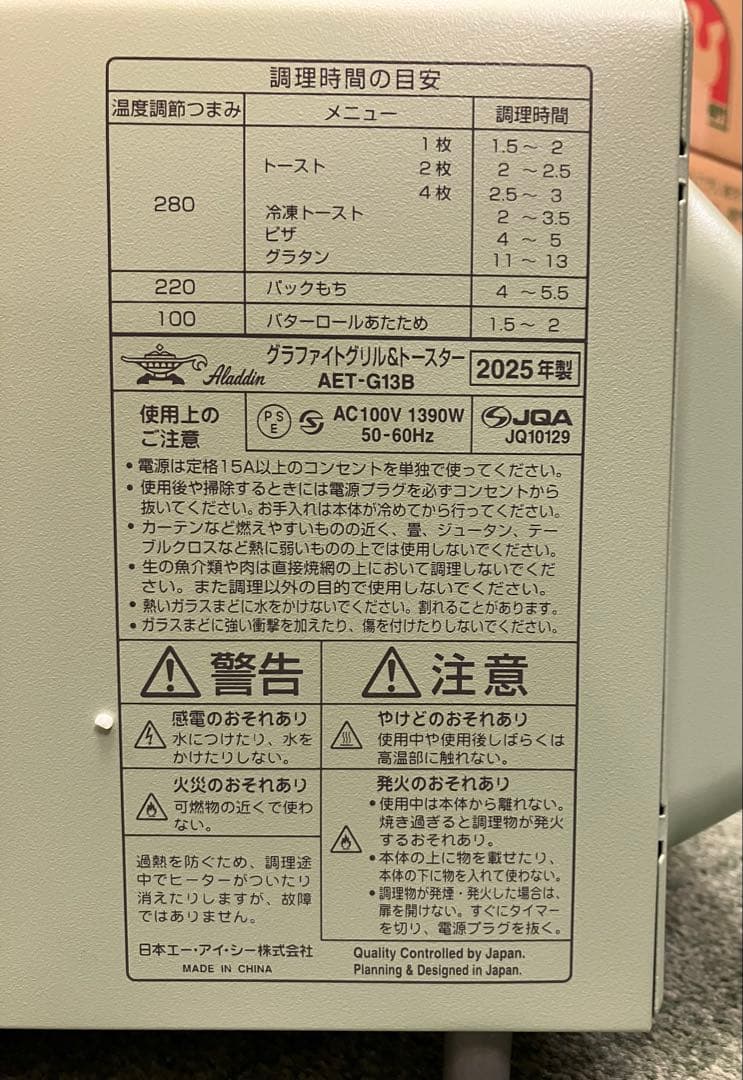 調理時間の目安
温度調節つまみ メニュー 調理時間
280 トースト 1枚 1.5～ 2
2枚 2 ～2.5
4枚 2.5～ 3
冷凍トースト 2 ～3.5
ピザ 4 ～ 5
グラタン 11～ 13
220 パックもち 4 ～5.5
100 バターロールあたため 1.5～ 2
Aladdin
グラファイトグリル&トースター
AET-G13B
2025年製
使用上の
ご注意
PSE
AC100V 1390W
50-60Hz
JQA
JQ10129
•電源は定格15A以上のコンセントを単独で使ってください。
•使用後や掃除するときには電源プラグを必ずコンセントから
抜いてください。お手入れは本体が冷めてから行ってください。
•カーテンなど燃えやすいものの近く、畳、ジュータン、テー
ブルクロスなど熱に弱いものの上では使用しないでください。
•生の魚介類や肉は直接焼網の上において調理しないでくだ
さい。また調理以外の目的で使用しないでください。
•熱いガラスまどに水をかけないでください。割れることがあります。
•ガラスまどに強い衝撃を加えたり、傷を付けたりしないでください。
警告
感電のおそれあり
水につけたり、水を
かけたりしない。
火災のおそれあり
可燃物の近くで使わ
ない。
過熱を防ぐため、調理途
中でヒーターがついたり
消えたりしますが、故障
ではありません。
注意
やけどのおそれあり
使用中や使用後しばらくは
高温部に触れない。
発火のおそれあり
•使用中は本体から離れない。
焼き過ぎると調理物が発火
するおそれあり。
•本体の上に物を載せたり、
本体の下に物を入れて使わない。
•調理物が発煙・発火した場合は、
扉を開けない。すぐにタイマー
を切り、電源プラグを抜く。
日本エー・アイ・シー株式会社
MADE IN CHINA
Quality Controlled by Japan.
Planning & Designed in Japan.